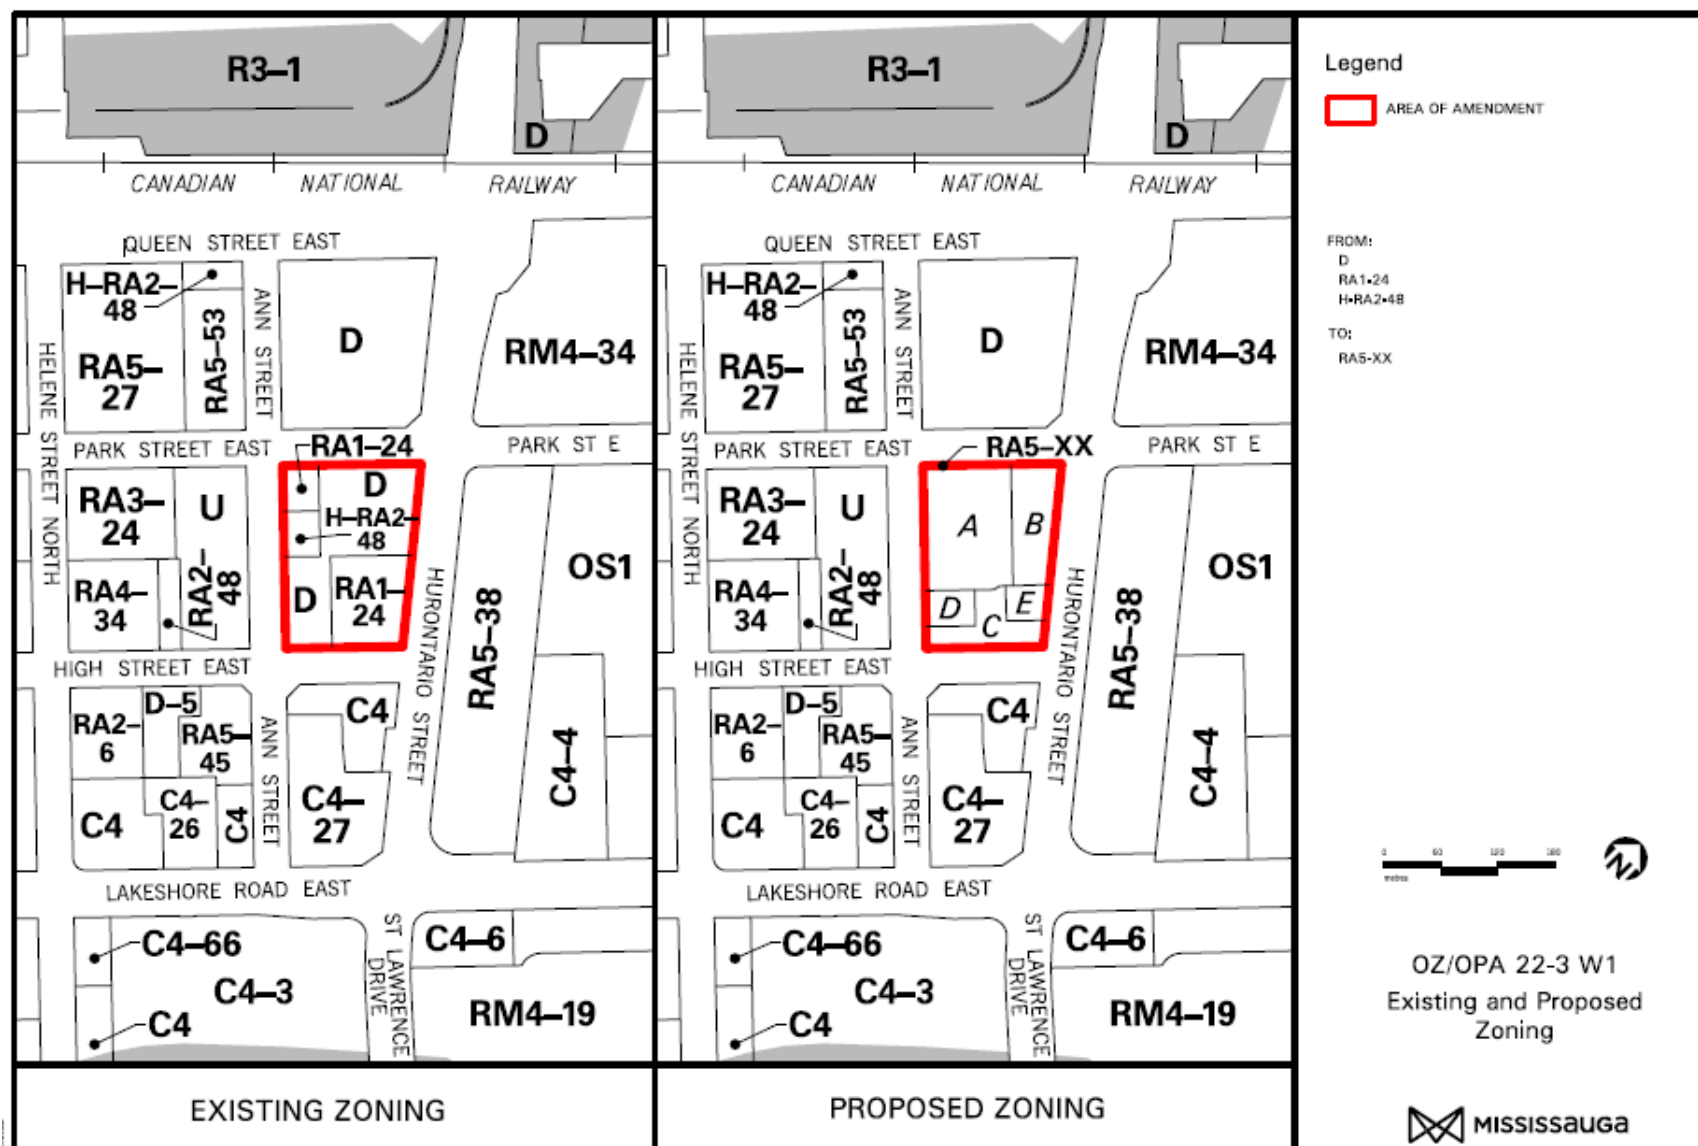 R3–1
D
CANADIAN NATIONAL RAILWAY
QUEEN STREET EAST
H–RA2–
48
RA5–53
RA5–
27
ANN STREET
D
RM4–34
HELENE STREET NORTH
PARK STREET EAST
PARK ST E
RA1–24
D
H–RA2–
48
D
RA1–
24
RA3–
24
U
RA4–
34
RA2–
48
HURONTARIO STREET
RA5–38
OS1
HIGH STREET EAST
RA2–
6
D–5
RA5–
45
C4
C4–
26
C4
ANN STREET
C4
C4–
27
C4–4
LAKESHORE ROAD EAST
C4–66
C4–3
C4
ST LAWRENCE
DRIVE
C4–6
RM4–19
EXISTING ZONING
R3–1
D
CANADIAN NATIONAL RAILWAY
QUEEN STREET EAST
H–RA2–
48
RA5–53
RA5–
27
ANN STREET
D
RM4–34
HELENE STREET NORTH
PARK STREET EAST
PARK ST E
RA5–XX
A
B
D
C
E
RA3–
24
U
RA4–
34
RA2–
48
HURONTARIO STREET
RA5–38
OS1
HIGH STREET EAST
RA2–
6
D–5
RA5–
45
C4
C4–
26
C4
ANN STREET
C4
C4–
27
C4–4
LAKESHORE ROAD EAST
C4–66
C4–3
C4
ST LAWRENCE
DRIVE
C4–6
RM4–19
PROPOSED ZONING
Legend
AREA OF AMENDMENT
FROM:
D
RA1-24
H-RA2-48
TO:
RA5-XX
0 60 120 180
metres
N
OZ/OPA 22-3 W1
Existing and Proposed
Zoning
MISSISSAUGA